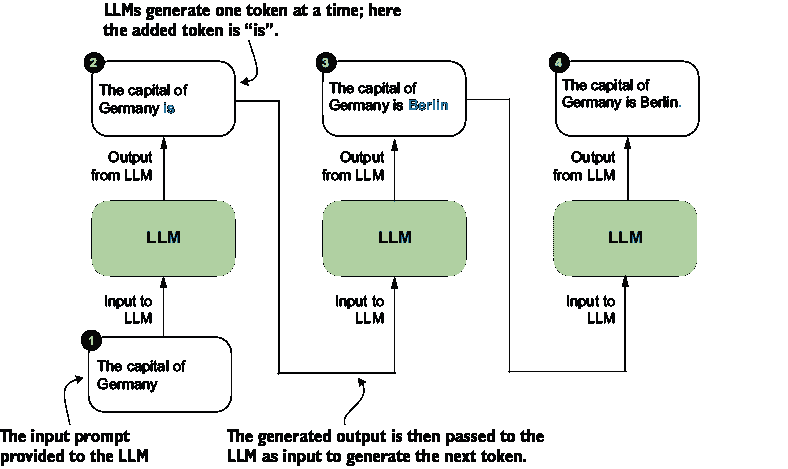 LLMs generate one token at a time; here
the added token is “is”.
2
The capital of
Germany is
3
The capital of
Germany is Berlin
4
The capital of
Germany is Berlin.
Output
from LLM
Output
from LLM
Output
from LLM
LLM
LLM
LLM
Input to
LLM
Input to
LLM
Input to
LLM
1
The capital of
Germany
The input prompt
provided to the LLM
The generated output is then passed to the
LLM as input to generate the next token.